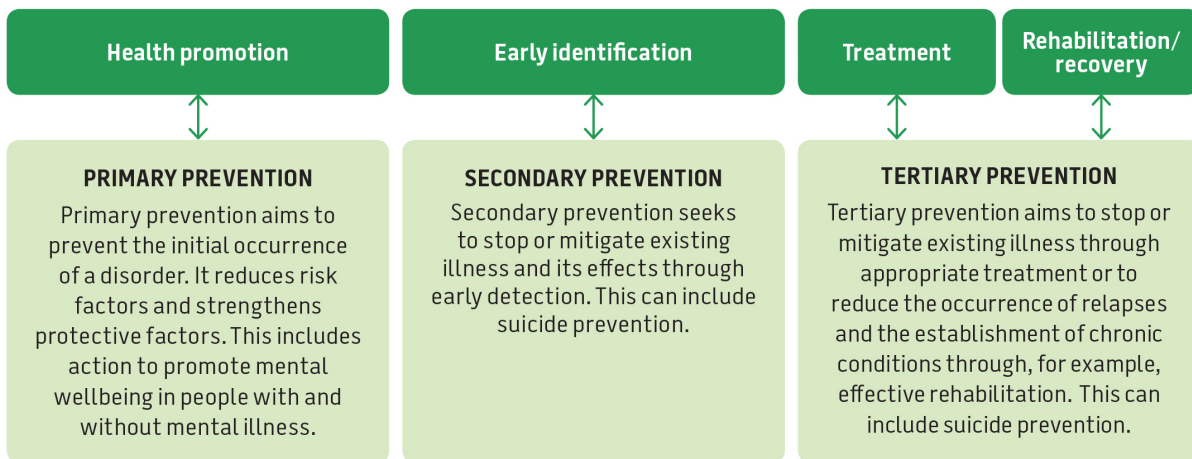 Health promotion
Early identification
Treatment
Rehabilitation/
recovery
PRIMARY PREVENTION
Primary prevention aims to
prevent the initial occurrence
of a disorder. It reduces risk
factors and strengthens
protective factors. This includes
action to promote mental
wellbeing in people with and
without mental illness.
SECONDARY PREVENTION
Secondary prevention seeks
to stop or mitigate existing
illness and its effects through
early detection. This can include
suicide prevention.
TERTIARY PREVENTION
Tertiary prevention aims to stop or
mitigate existing illness through
appropriate treatment or to
reduce the occurrence of relapses
and the establishment of chronic
conditions through, for example,
effective rehabilitation. This can
include suicide prevention.